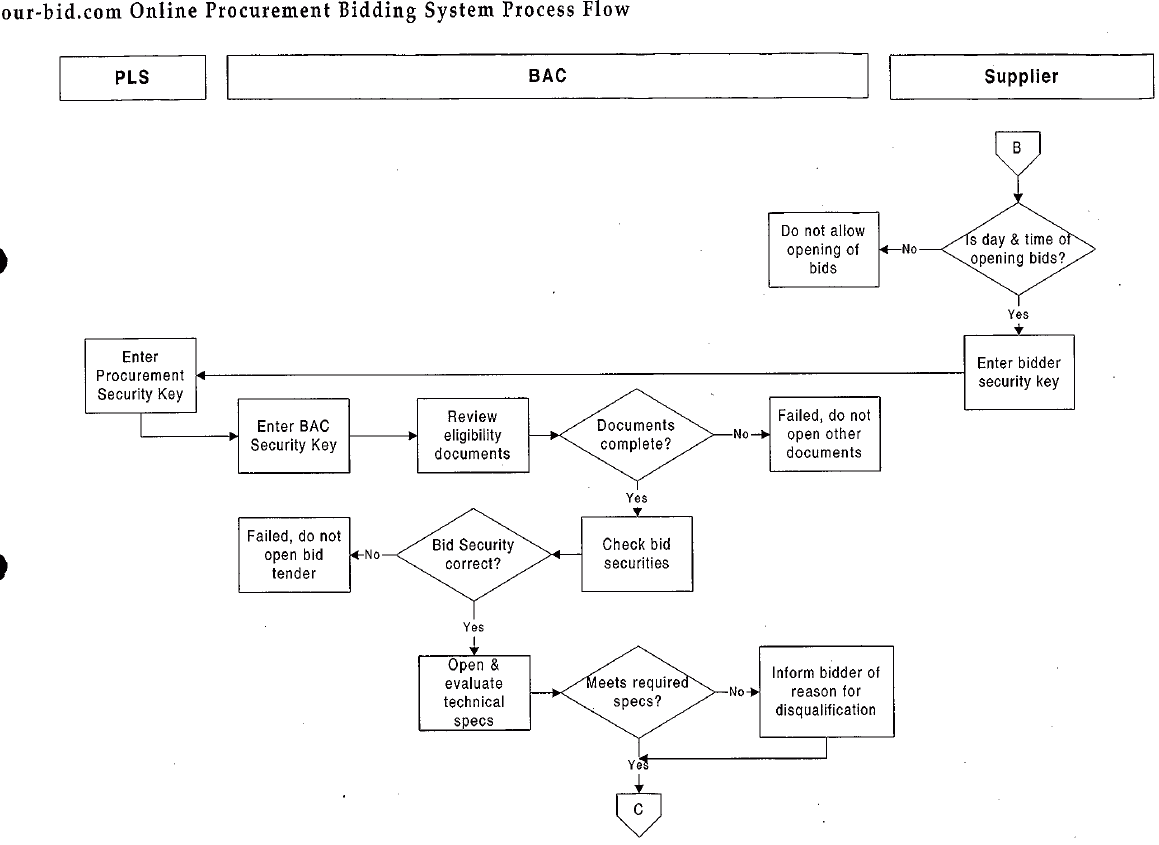 our-bid.com Online Procurement Bidding System Process Flow
PLS
BAC
Supplier
B
Is day & time of
opening bids?
No
Do not allow
opening of
bids
Yes
Enter bidder
security key
Enter
Procurement
Security Key
Enter BAC
Security Key
Review
eligibility
documents
Documents
complete?
No
Failed, do not
open other
documents
Yes
Check bid
securities
Bid Security
correct?
No
Failed, do not
open bid
tender
Yes
Open &
evaluate
technical
specs
Meets required
specs?
No
Inform bidder of
reason for
disqualification
Yes
C